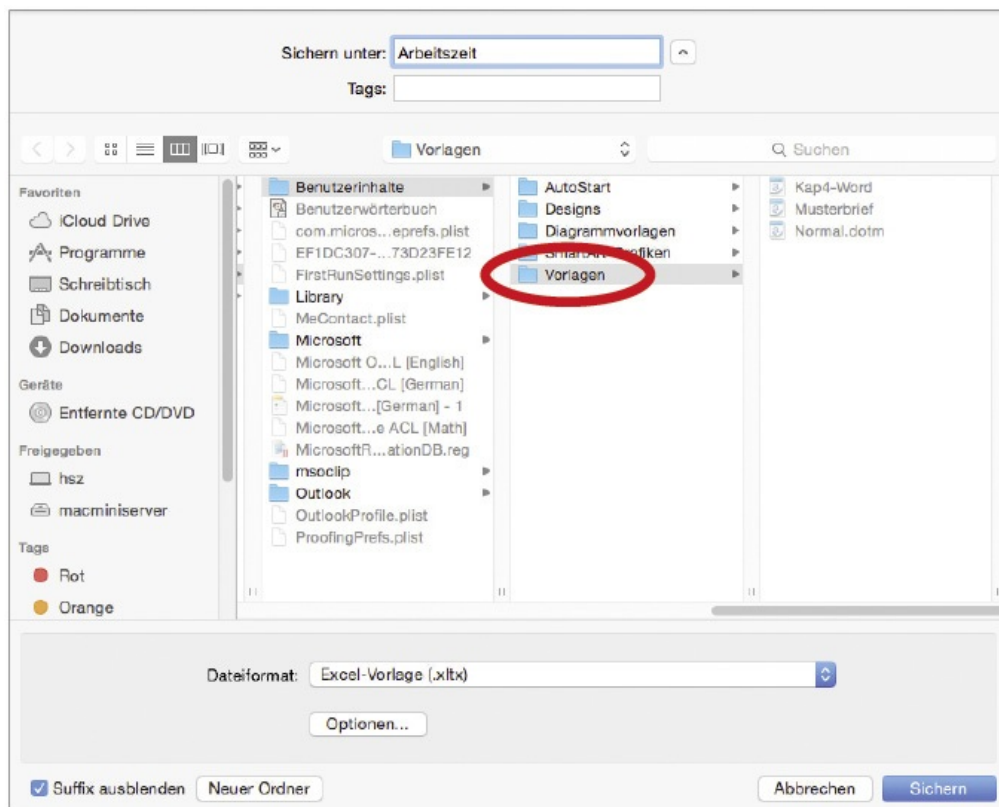 Sichern unter: Arbeitszeit
Tags:
Vorlagen
Suchen
Favoriten
iCloud Drive
Programme
Schreibtisch
Dokumente
Downloads
Geräte
Entfernte CD/DVD
Freigegeben
hsz
macminiserver
Tags
Rot
Orange
Benutzerinhalte
Benutzerwörterbuch
com.micros...eprefs.plist
EF1DC307-...73D23FE12
FirstRunSettings.plist
Library
MeContact.plist
Microsoft
Microsoft O...L [English]
Microsoft...CL [German]
Microsoft...[German] - 1
Microsoft...e ACL [Math]
MicrosoftR...ationDB.reg
msoclip
Outlook
OutlookProfile.plist
ProofingPrefs.plist
AutoStart
Designs
Diagrammvorlagen
SmartArt-Grafiken
Vorlagen
Kap4-Word
Musterbrief
Normal.dotm
Dateiformat: Excel-Vorlage (.xltx)
Optionen...
Suffix ausblenden
Neuer Ordner
Abbrechen
Sichern